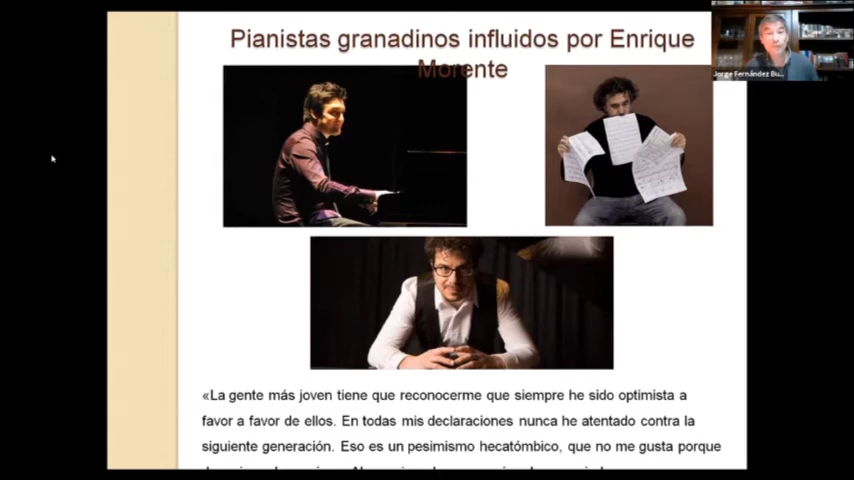 Pianistas granadinos influidos por Enrique
Morente
Jorge Fernández Bu...
«La gente más joven tiene que reconocerme que siempre he sido optimista a
favor a favor de ellos. En todas mis declaraciones nunca he atentado contra la
siguiente generación. Eso es un pesimismo hecatómbico, que no me gusta porque